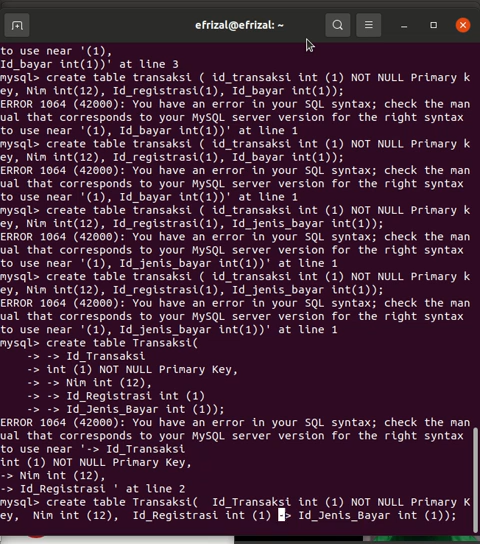 efrizal@efrizal: ~
to use near '(1),
Id_bayar int(1))' at line 3
mysql> create table transaksi ( id_transaksi int (1) NOT NULL Primary k
ey, Nim int(12), Id_registrasi(1), Id_bayar int(1));
ERROR 1064 (42000): You have an error in your SQL syntax; check the man
ual that corresponds to your MySQL server version for the right syntax
to use near '(1), Id_bayar int(1))' at line 1
mysql> create table transaksi ( id_transaksi int (1) NOT NULL Primary k
ey, Nim int(12), Id_registrasi(1), Id_bayar int(1));
ERROR 1064 (42000): You have an error in your SQL syntax; check the man
ual that corresponds to your MySQL server version for the right syntax
to use near '(1), Id_bayar int(1))' at line 1
mysql> create table transaksi ( id_transaksi int (1) NOT NULL Primary k
ey, Nim int(12), Id_registrasi(1), Id_jenis_bayar int(1));
ERROR 1064 (42000): You have an error in your SQL syntax; check the man
ual that corresponds to your MySQL server version for the right syntax
to use near '(1), Id_jenis_bayar int(1))' at line 1
mysql> create table transaksi ( id_transaksi int (1) NOT NULL Primary k
ey, Nim int(12), Id_registrasi(1), Id_jenis_bayar int(1));
ERROR 1064 (42000): You have an error in your SQL syntax; check the man
ual that corresponds to your MySQL server version for the right syntax
to use near '(1), Id_jenis_bayar int(1))' at line 1
mysql> create table Transaksi(
-> -> Id_Transaksi
-> int (1) NOT NULL Primary Key,
-> -> Nim int (12),
-> -> Id_Registrasi int (1)
-> -> Id_Jenis_Bayar int (1));
ERROR 1064 (42000): You have an error in your SQL syntax; check the man
ual that corresponds to your MySQL server version for the right syntax
to use near '-> Id_Transaksi
int (1) NOT NULL Primary Key,
-> Nim int (12),
-> Id_Registrasi ' at line 2
mysql> create table Transaksi(  Id_Transaksi int (1) NOT NULL Primary K
ey,  Nim int (12),  Id_Registrasi int (1) -> Id_Jenis_Bayar int (1));